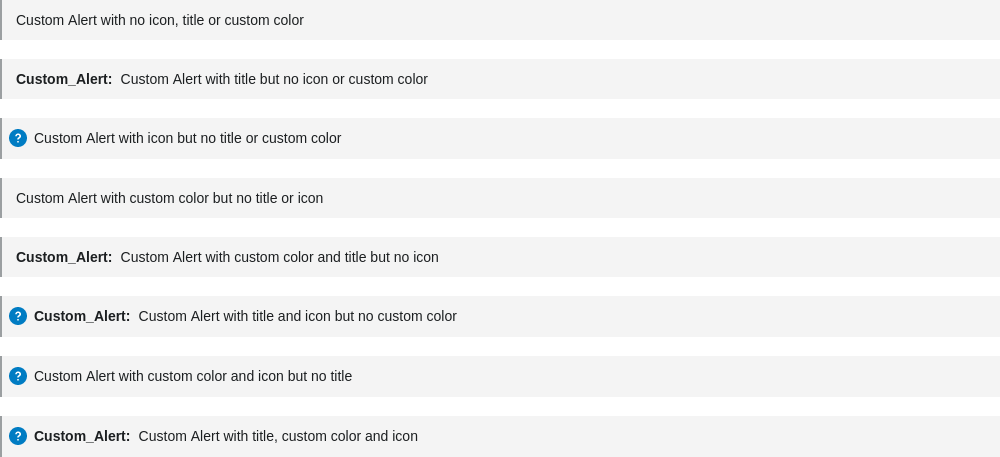 Custom Alert with no icon, title or custom color
Custom_Alert: Custom Alert with title but no icon or custom color
? Custom Alert with icon but no title or custom color
Custom Alert with custom color but no title or icon
Custom_Alert: Custom Alert with custom color and title but no icon
? Custom_Alert: Custom Alert with title and icon but no custom color
? Custom Alert with custom color and icon but no title
? Custom_Alert: Custom Alert with title, custom color and icon